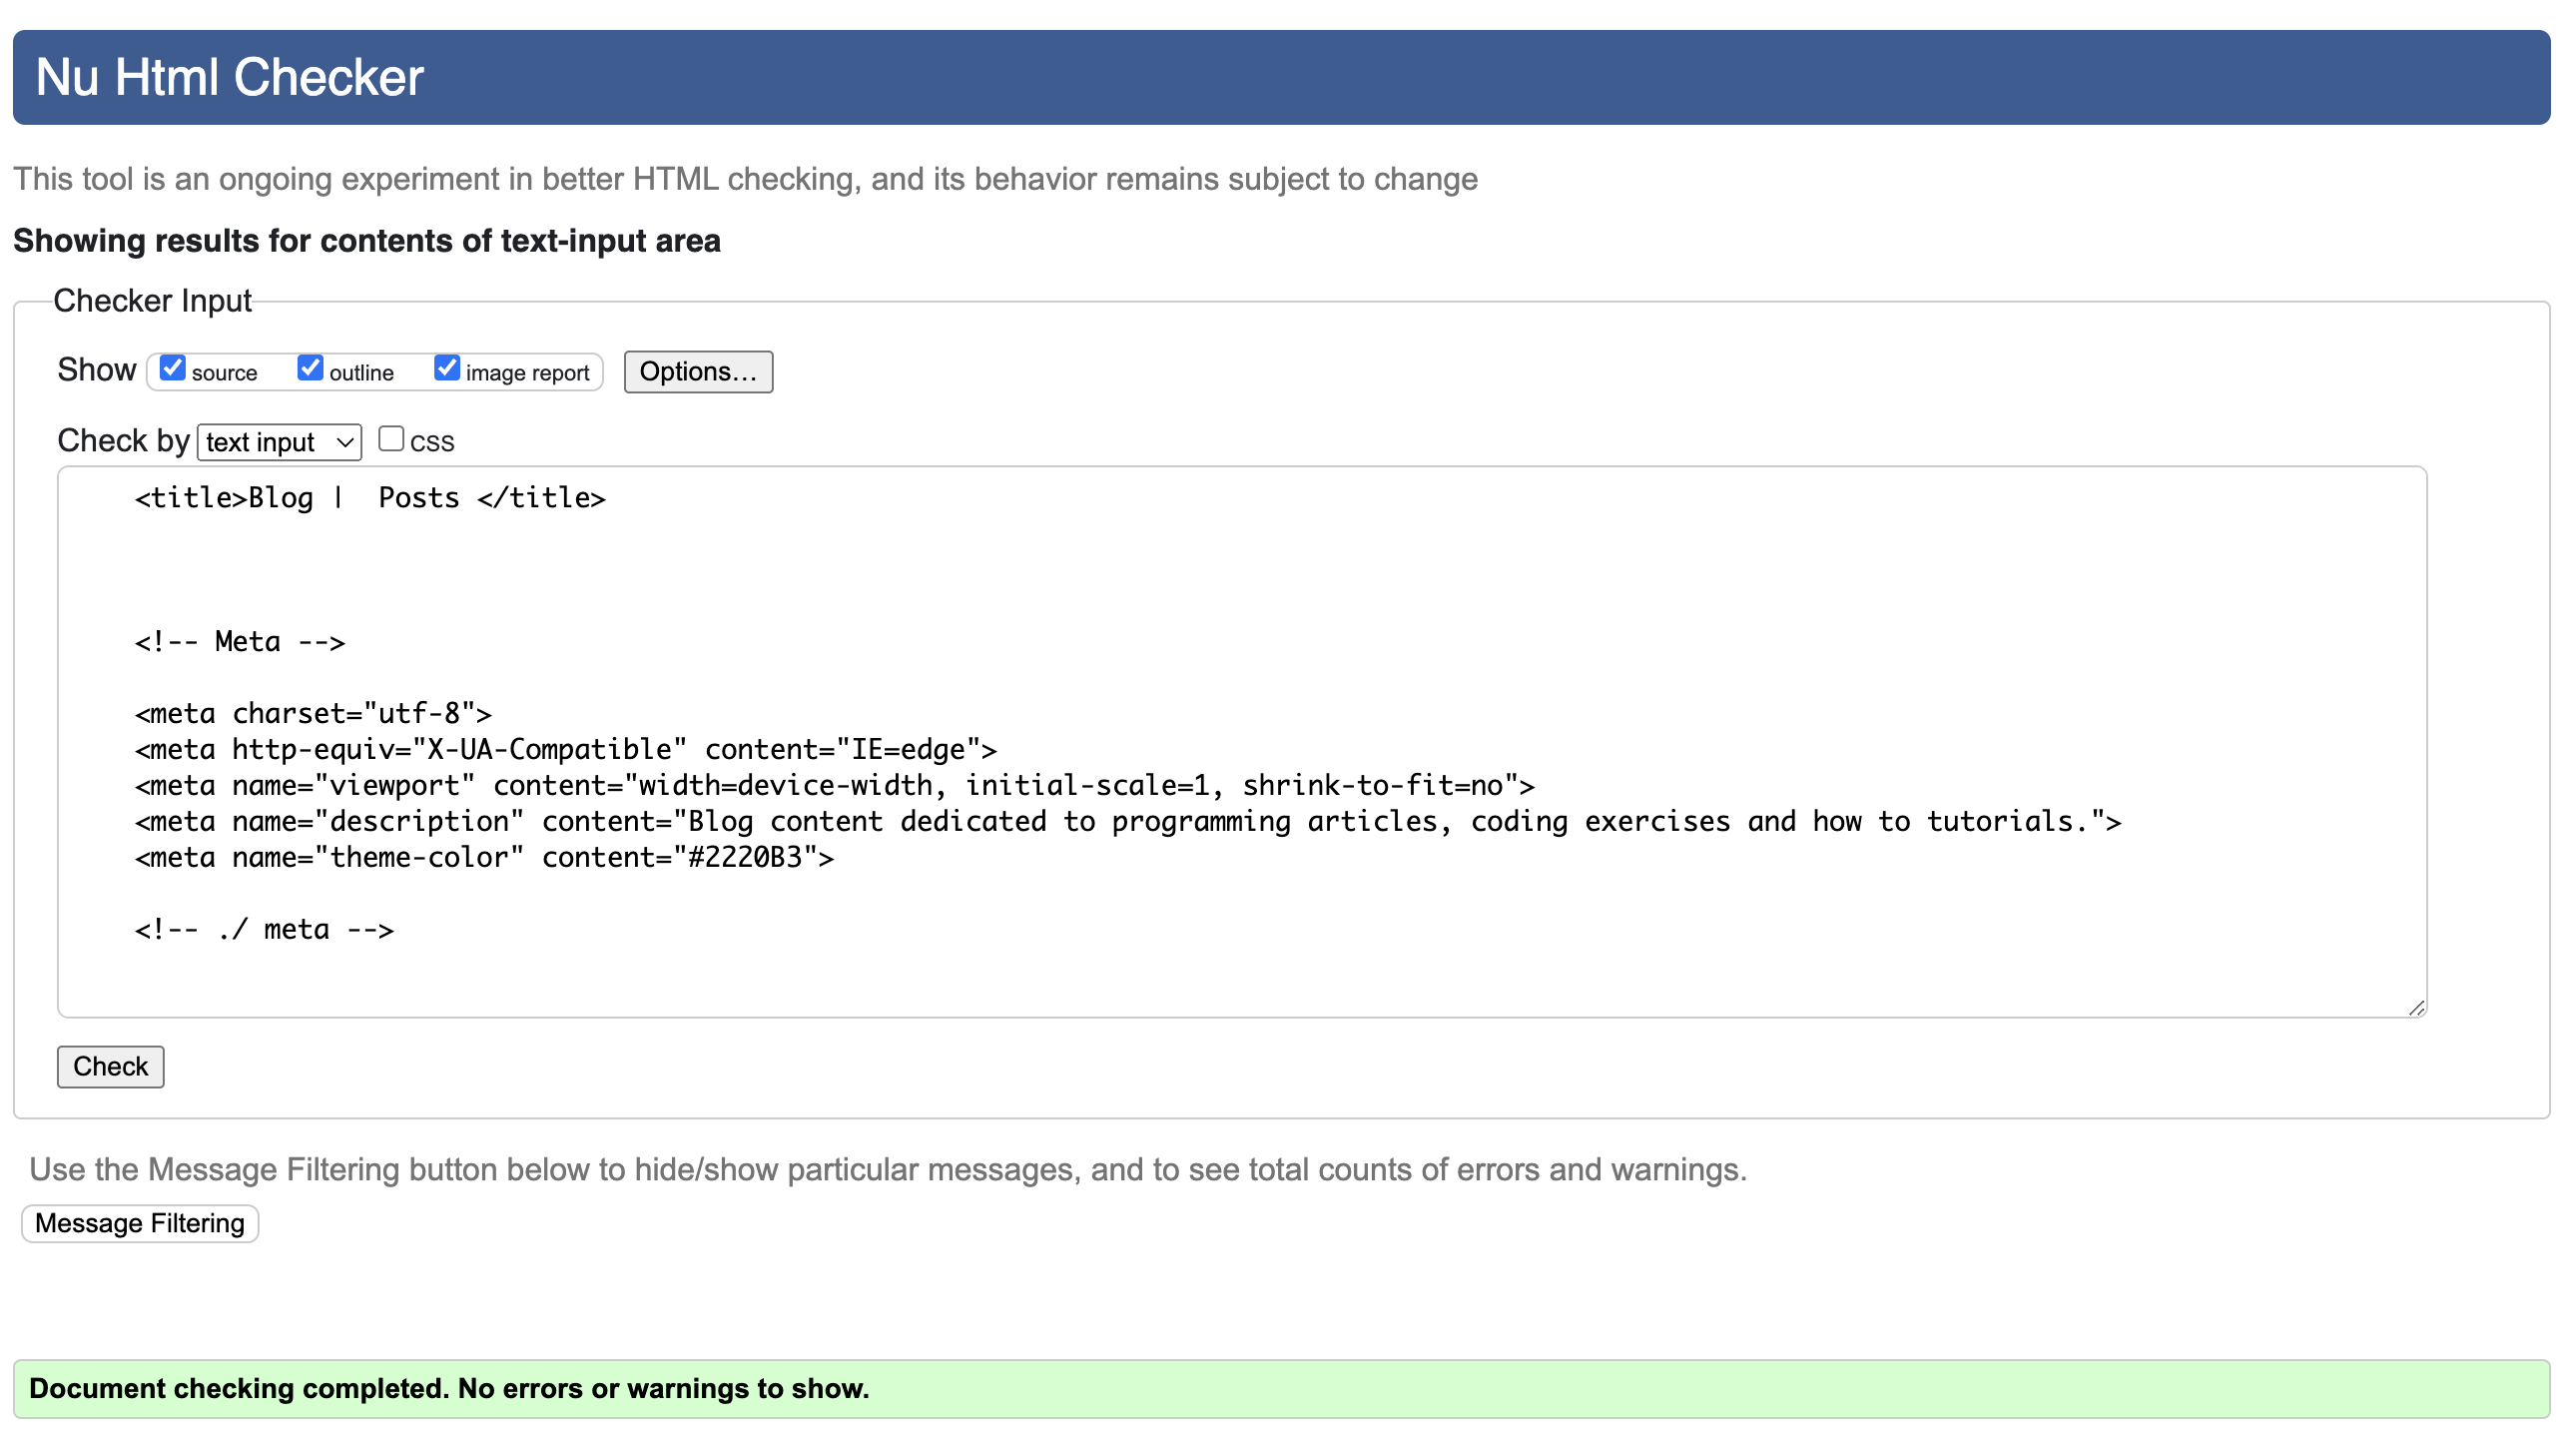 Nu Html Checker
This tool is an ongoing experiment in better HTML checking, and its behavior remains subject to change
Showing results for contents of text-input area
Checker Input
Show source outline image report Options…
Check by text input CSS
<title>Blog |  Posts </title>
<!-- Meta -->
<meta charset="utf-8">
<meta http-equiv="X-UA-Compatible" content="IE=edge">
<meta name="viewport" content="width=device-width, initial-scale=1, shrink-to-fit=no">
<meta name="description" content="Blog content dedicated to programming articles, coding exercises and how to tutorials.">
<meta name="theme-color" content="#2220B3">
<!-- ./ meta -->
Check
Use the Message Filtering button below to hide/show particular messages, and to see total counts of errors and warnings.
Message Filtering
Document checking completed. No errors or warnings to show.